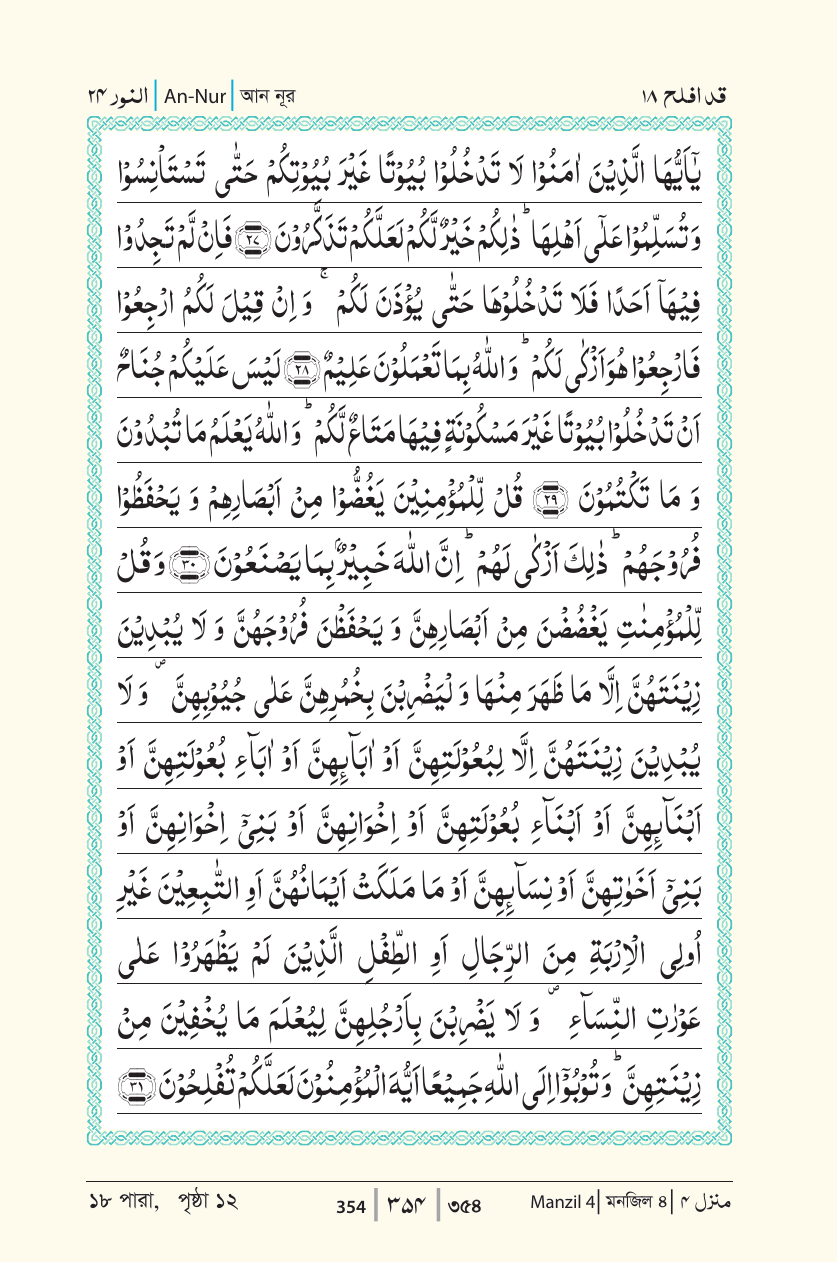 النور ۲۴ | An-Nur | আন নূর قد افلح ۱۸
یٰۤاَیُّهَا الَّذِیْنَ اٰمَنُوْا لَا تَدْخُلُوْا بُیُوْتًا غَیْرَ بُیُوْتِكُمْ حَتّٰی تَسْتَاْنِسُوْا
وَ تُسَلِّمُوْا عَلٰۤی اَهْلِهَا ؕ ذٰلِكُمْ خَیْرٌ لَّكُمْ لَعَلَّكُمْ تَذَكَّرُوْنَ ﴿۲۷﴾ فَاِنْ لَّمْ تَجِدُوْا
فِیْهَاۤ اَحَدًا فَلَا تَدْخُلُوْهَا حَتّٰی یُؤْذَنَ لَكُمْ ۚ وَ اِنْ قِیْلَ لَكُمُ ارْجِعُوْا
فَارْجِعُوْا هُوَ اَزْكٰی لَكُمْ ؕ وَ اللّٰهُ بِمَا تَعْمَلُوْنَ عَلِیْمٌ ﴿۲۸﴾ لَیْسَ عَلَیْكُمْ جُنَاحٌ
اَنْ تَدْخُلُوْا بُیُوْتًا غَیْرَ مَسْكُوْنَةٍ فِیْهَا مَتَاعٌ لَّكُمْ ؕ وَ اللّٰهُ یَعْلَمُ مَا تُبْدُوْنَ
وَ مَا تَكْتُمُوْنَ ﴿۲۹﴾ قُلْ لِّلْمُؤْمِنِیْنَ یَغُضُّوْا مِنْ اَبْصَارِهِمْ وَ یَحْفَظُوْا
فُرُوْجَهُمْ ؕ ذٰلِكَ اَزْكٰی لَهُمْ ؕ اِنَّ اللّٰهَ خَبِیْرٌۢ بِمَا یَصْنَعُوْنَ ﴿۳۰﴾ وَ قُلْ
لِّلْمُؤْمِنٰتِ یَغْضُضْنَ مِنْ اَبْصَارِهِنَّ وَ یَحْفَظْنَ فُرُوْجَهُنَّ وَ لَا یُبْدِیْنَ
زِیْنَتَهُنَّ اِلَّا مَا ظَهَرَ مِنْهَا وَ لْیَضْرِبْنَ بِخُمُرِهِنَّ عَلٰی جُیُوْبِهِنَّ ۪ وَ لَا
یُبْدِیْنَ زِیْنَتَهُنَّ اِلَّا لِبُعُوْلَتِهِنَّ اَوْ اٰبَآىِٕهِنَّ اَوْ اٰبَآءِ بُعُوْلَتِهِنَّ اَوْ
اَبْنَآىِٕهِنَّ اَوْ اَبْنَآءِ بُعُوْلَتِهِنَّ اَوْ اِخْوَانِهِنَّ اَوْ بَنِیْۤ اِخْوَانِهِنَّ اَوْ
بَنِیْۤ اَخَوٰتِهِنَّ اَوْ نِسَآىِٕهِنَّ اَوْ مَا مَلَكَتْ اَیْمَانُهُنَّ اَوِ التّٰبِعِیْنَ غَیْرِ
اُولِی الْاِرْبَةِ مِنَ الرِّجَالِ اَوِ الطِّفْلِ الَّذِیْنَ لَمْ یَظْهَرُوْا عَلٰی
عَوْرٰتِ النِّسَآءِ ۪ وَ لَا یَضْرِبْنَ بِاَرْجُلِهِنَّ لِیُعْلَمَ مَا یُخْفِیْنَ مِنْ
زِیْنَتِهِنَّ ؕ وَ تُوْبُوْۤا اِلَی اللّٰهِ جَمِیْعًا اَیُّهَ الْمُؤْمِنُوْنَ لَعَلَّكُمْ تُفْلِحُوْنَ ﴿۳۱﴾
১৮ পারা, পৃষ্ঠা ১২ 354 | ۳۵۴ | ৩৫৪ Manzil 4 | মনজিল ৪ | منزل ۴